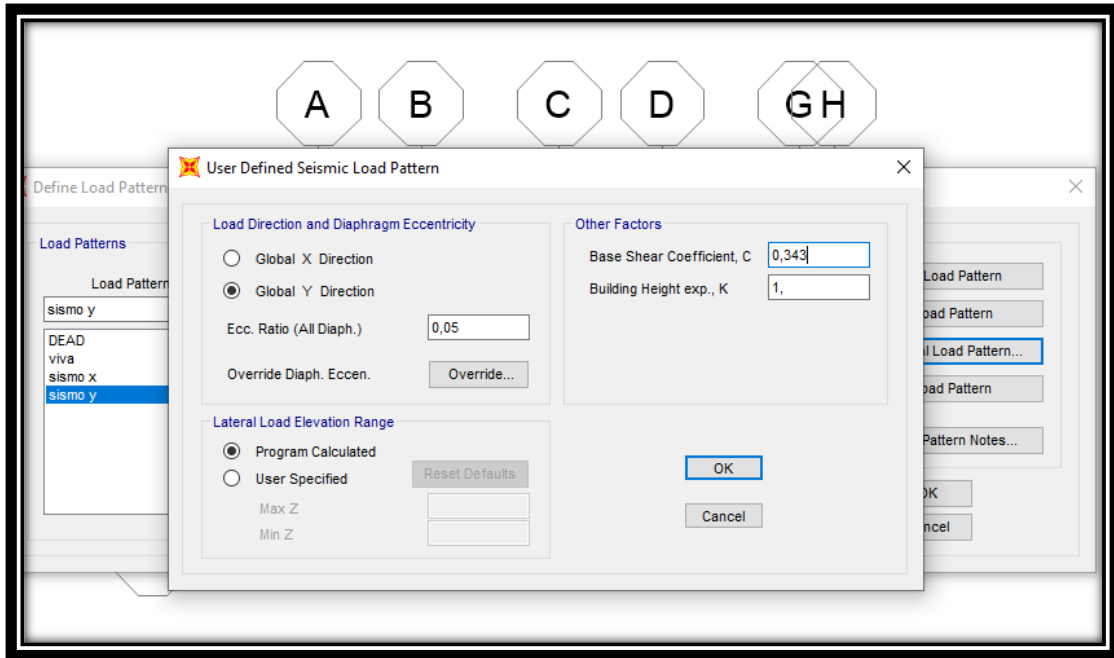 A B C D G H
User Defined Seismic Load Pattern
Define Load Pattern
Load Patterns
Load Pattern
sismo y
DEAD
viva
sismo x
sismo y
Load Direction and Diaphragm Eccentricity
Global X Direction
Global Y Direction
Ecc. Ratio (All Diaph.) 0,05
Override Diaph. Eccen. Override...
Lateral Load Elevation Range
Program Calculated
User Specified Reset Defaults
Max Z
Min Z
Other Factors
Base Shear Coefficient, C 0,343
Building Height exp., K 1,
OK
Cancel
Load Pattern
oad Pattern
l Load Pattern...
oad Pattern
Pattern Notes...
OK
ncel